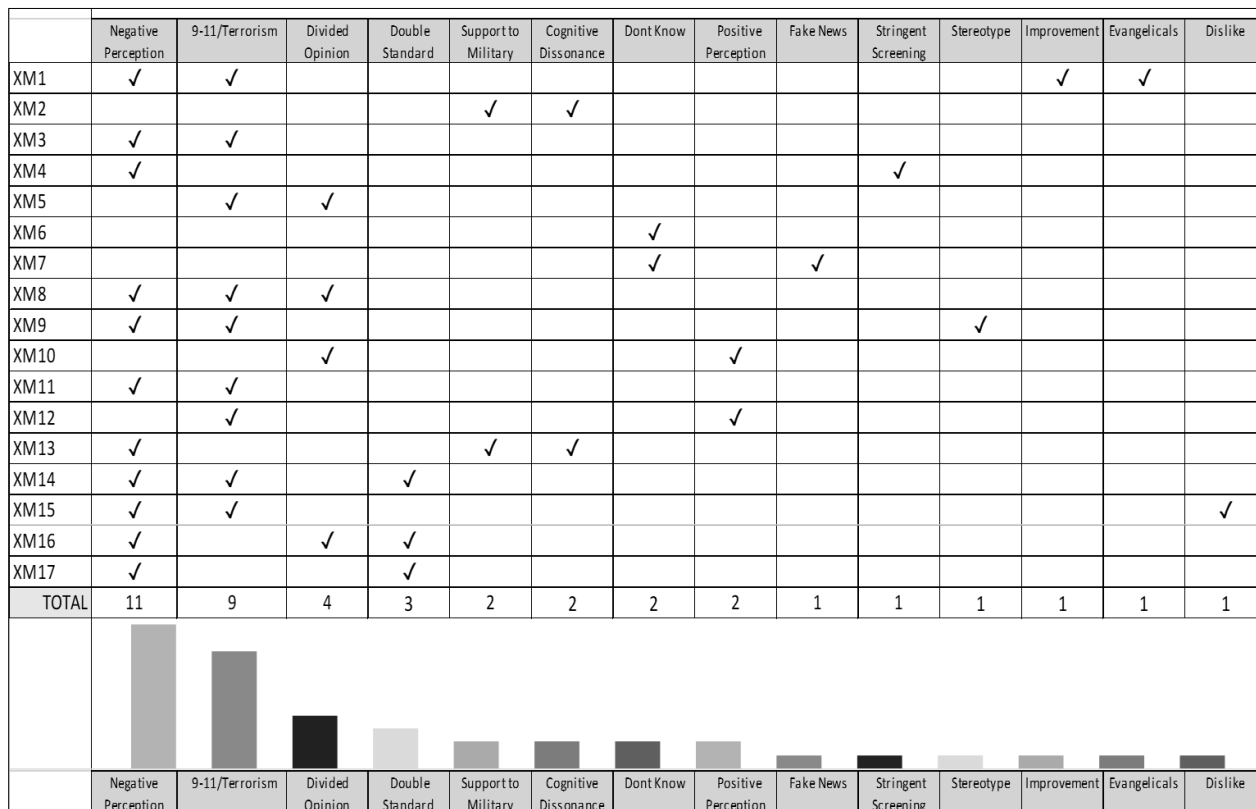 Negative Perception 9-11/Terrorism Divided Opinion Double Standard Support to Military Cognitive Dissonance Dont Know Positive Perception Fake News Stringent Screening Stereotype Improvement Evangelicals Dislike
XM1 ✓ ✓ ✓ ✓
XM2 ✓ ✓
XM3 ✓ ✓
XM4 ✓ ✓
XM5 ✓ ✓
XM6 ✓
XM7 ✓ ✓
XM8 ✓ ✓ ✓
XM9 ✓ ✓ ✓
XM10 ✓ ✓
XM11 ✓ ✓
XM12 ✓ ✓
XM13 ✓ ✓ ✓
XM14 ✓ ✓ ✓
XM15 ✓ ✓ ✓
XM16 ✓ ✓ ✓
XM17 ✓ ✓
TOTAL 11 9 4 3 2 2 2 2 1 1 1 1 1 1
Negative Perception 9-11/Terrorism Divided Opinion Double Standard Support to Military Cognitive Dissonance Dont Know Positive Perception Fake News Stringent Screening Stereotype Improvement Evangelicals Dislike